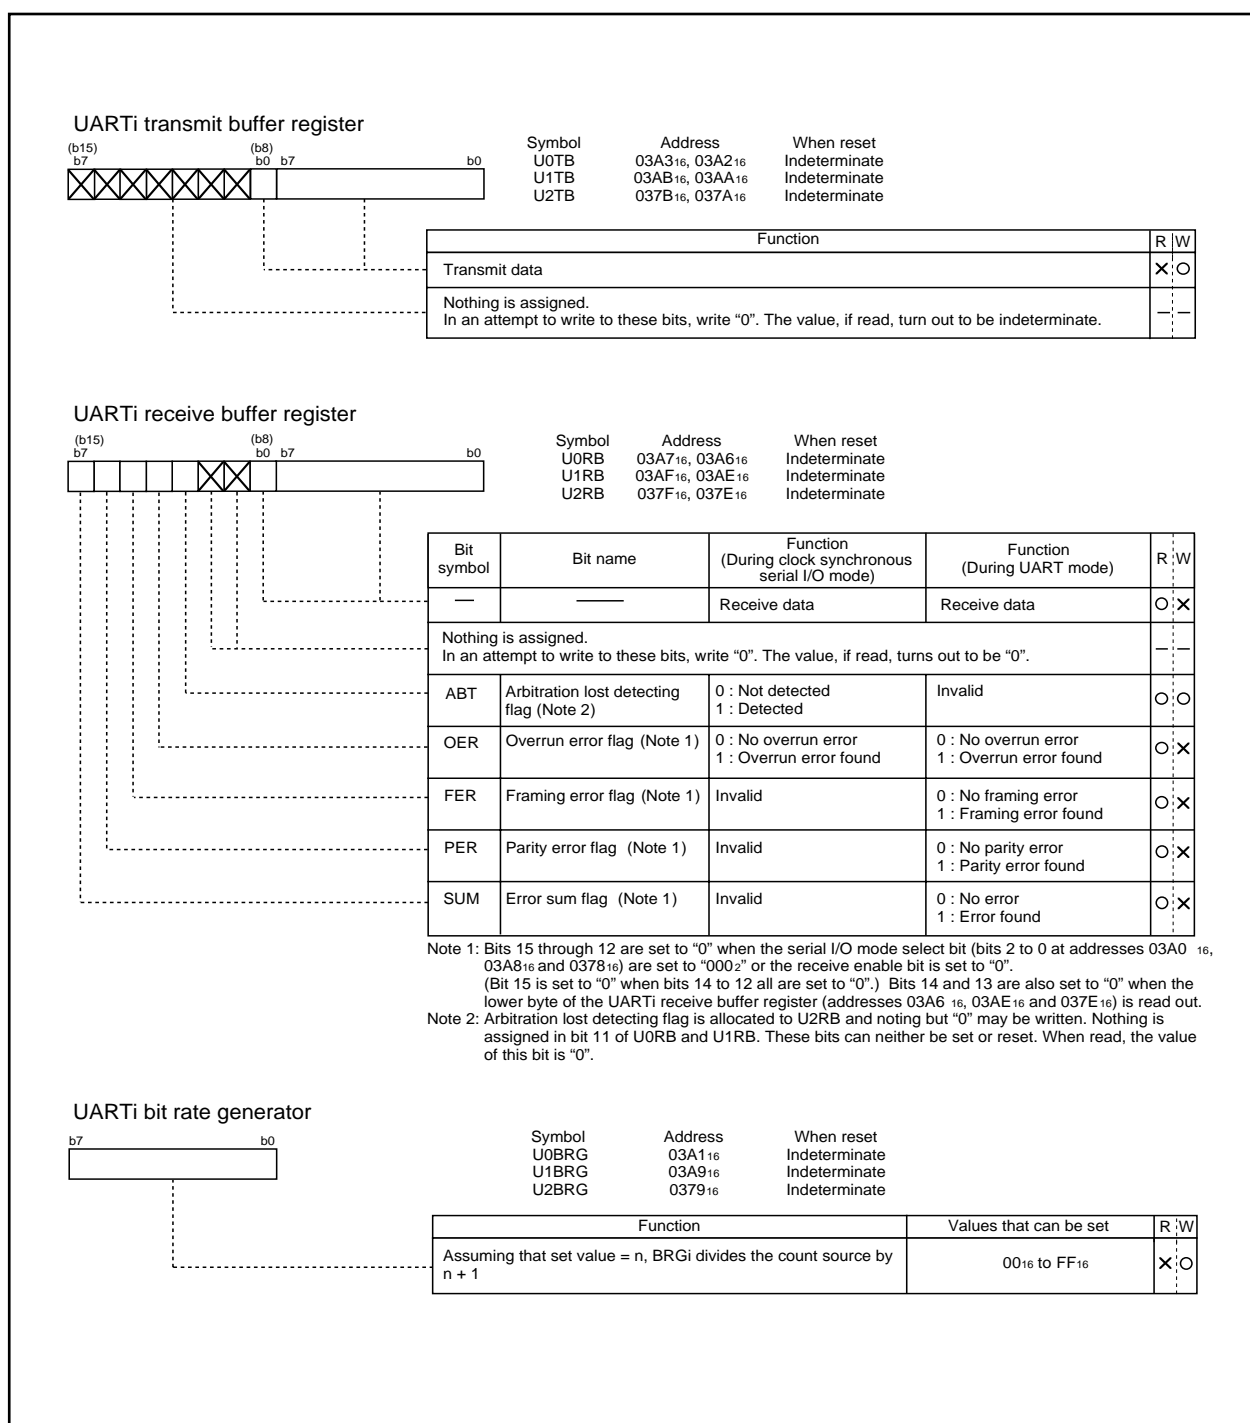 UARTi transmit buffer register
(b15) (b8)
b7 b0 b7 b0
Symbol Address When reset
U0TB 03A316, 03A216 Indeterminate
U1TB 03AB16, 03AA16 Indeterminate
U2TB 037B16, 037A16 Indeterminate
Function R W
Transmit data
Nothing is assigned.
In an attempt to write to these bits, write “0”. The value, if read, turn out to be indeterminate.
UARTi receive buffer register
(b15) (b8)
b7 b0 b7 b0
Symbol Address When reset
U0RB 03A716, 03A616 Indeterminate
U1RB 03AF16, 03AE16 Indeterminate
U2RB 037F16, 037E16 Indeterminate
Bit symbol Bit name Function (During clock synchronous serial I/O mode) Function (During UART mode) R W
Receive data Receive data
Nothing is assigned.
In an attempt to write to these bits, write “0”. The value, if read, turns out to be “0”.
ABT Arbitration lost detecting 0 : Not detected Invalid
flag (Note 2) 1 : Detected
OER Overrun error flag (Note 1) 0 : No overrun error 0 : No overrun error
1 : Overrun error found 1 : Overrun error found
FER Framing error flag (Note 1) Invalid 0 : No framing error
1 : Framing error found
PER Parity error flag (Note 1) Invalid 0 : No parity error
1 : Parity error found
SUM Error sum flag (Note 1) Invalid 0 : No error
1 : Error found
Note 1: Bits 15 through 12 are set to “0” when the serial I/O mode select bit (bits 2 to 0 at addresses 03A0 16,
03A816 and 037816) are set to “0002” or the receive enable bit is set to “0”.
(Bit 15 is set to “0” when bits 14 to 12 all are set to “0”.) Bits 14 and 13 are also set to “0” when the
lower byte of the UARTi receive buffer register (addresses 03A6 16, 03AE16 and 037E16) is read out.
Note 2: Arbitration lost detecting flag is allocated to U2RB and noting but “0” may be written. Nothing is
assigned in bit 11 of U0RB and U1RB. These bits can neither be set or reset. When read, the value
of this bit is “0”.
UARTi bit rate generator
b7 b0
Symbol Address When reset
U0BRG 03A116 Indeterminate
U1BRG 03A916 Indeterminate
U2BRG 037916 Indeterminate
Function Values that can be set R W
Assuming that set value = n, BRGi divides the count source by 0016 to FF16
n + 1